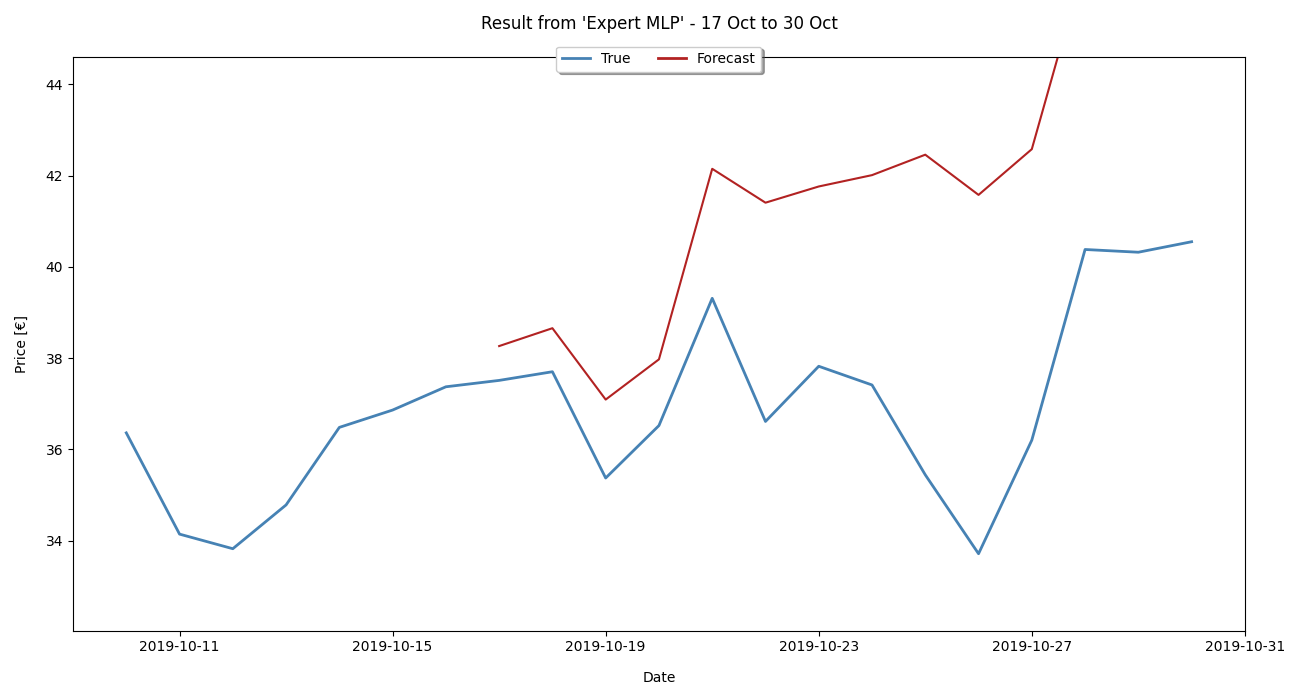 Result from 'Expert MLP' - 17 Oct to 30 Oct
True Forecast
44
42
40
38
36
34
Price [€]
2019-10-11 2019-10-15 2019-10-19 2019-10-23 2019-10-27 2019-10-31
Date